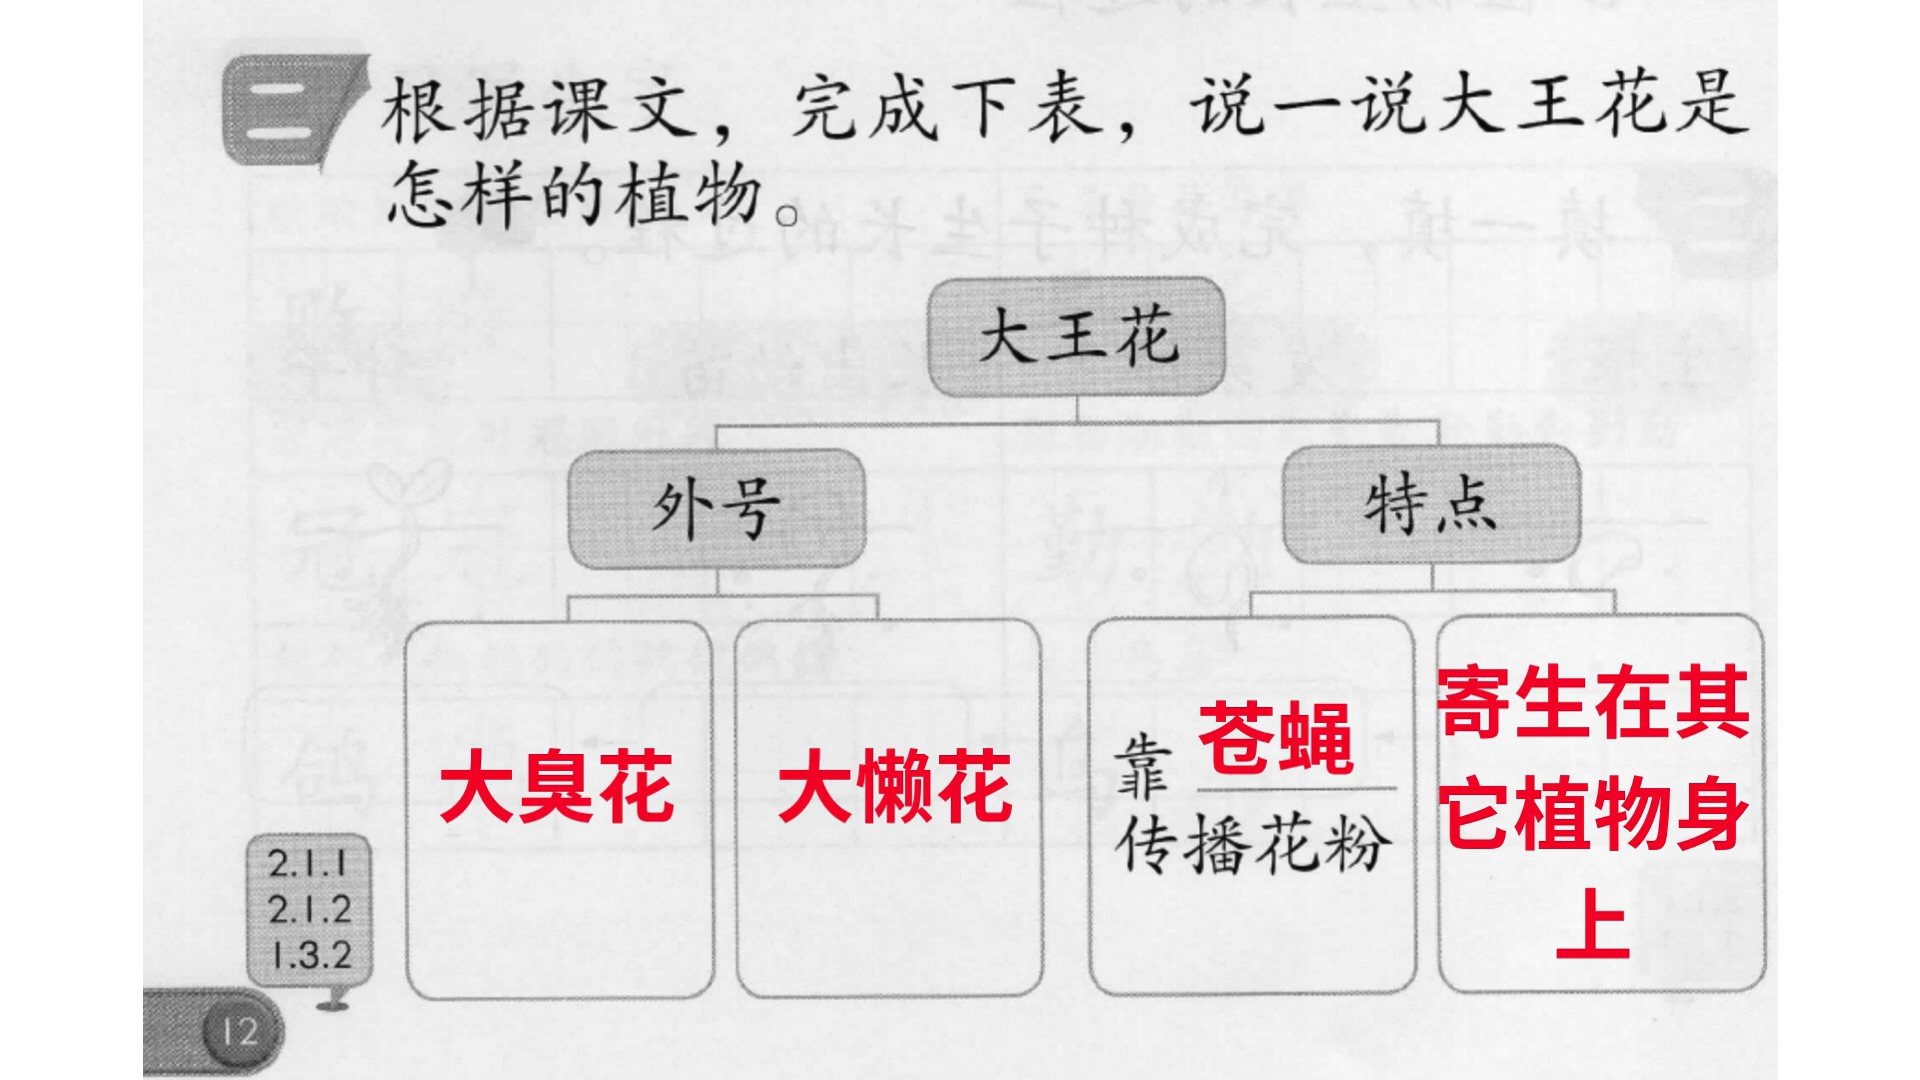 二
根据课文，完成下表，说一说大王花是
怎样的植物。
大王花
外号
特点
大臭花
大懒花
靠 苍蝇
传播花粉
寄生在其
它植物身
上
2.1.1
2.1.2
1.3.2
12